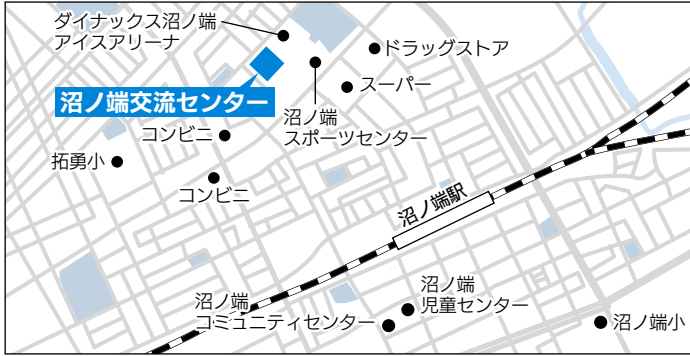 ダイナックス沼ノ端
アイスアリーナ
ドラッグストア
スーパー
沼ノ端交流センター
沼ノ端
スポーツセンター
コンビニ
拓勇小
コンビニ
沼ノ端駅
沼ノ端
児童センター
沼ノ端
コミュニティセンター
沼ノ端小